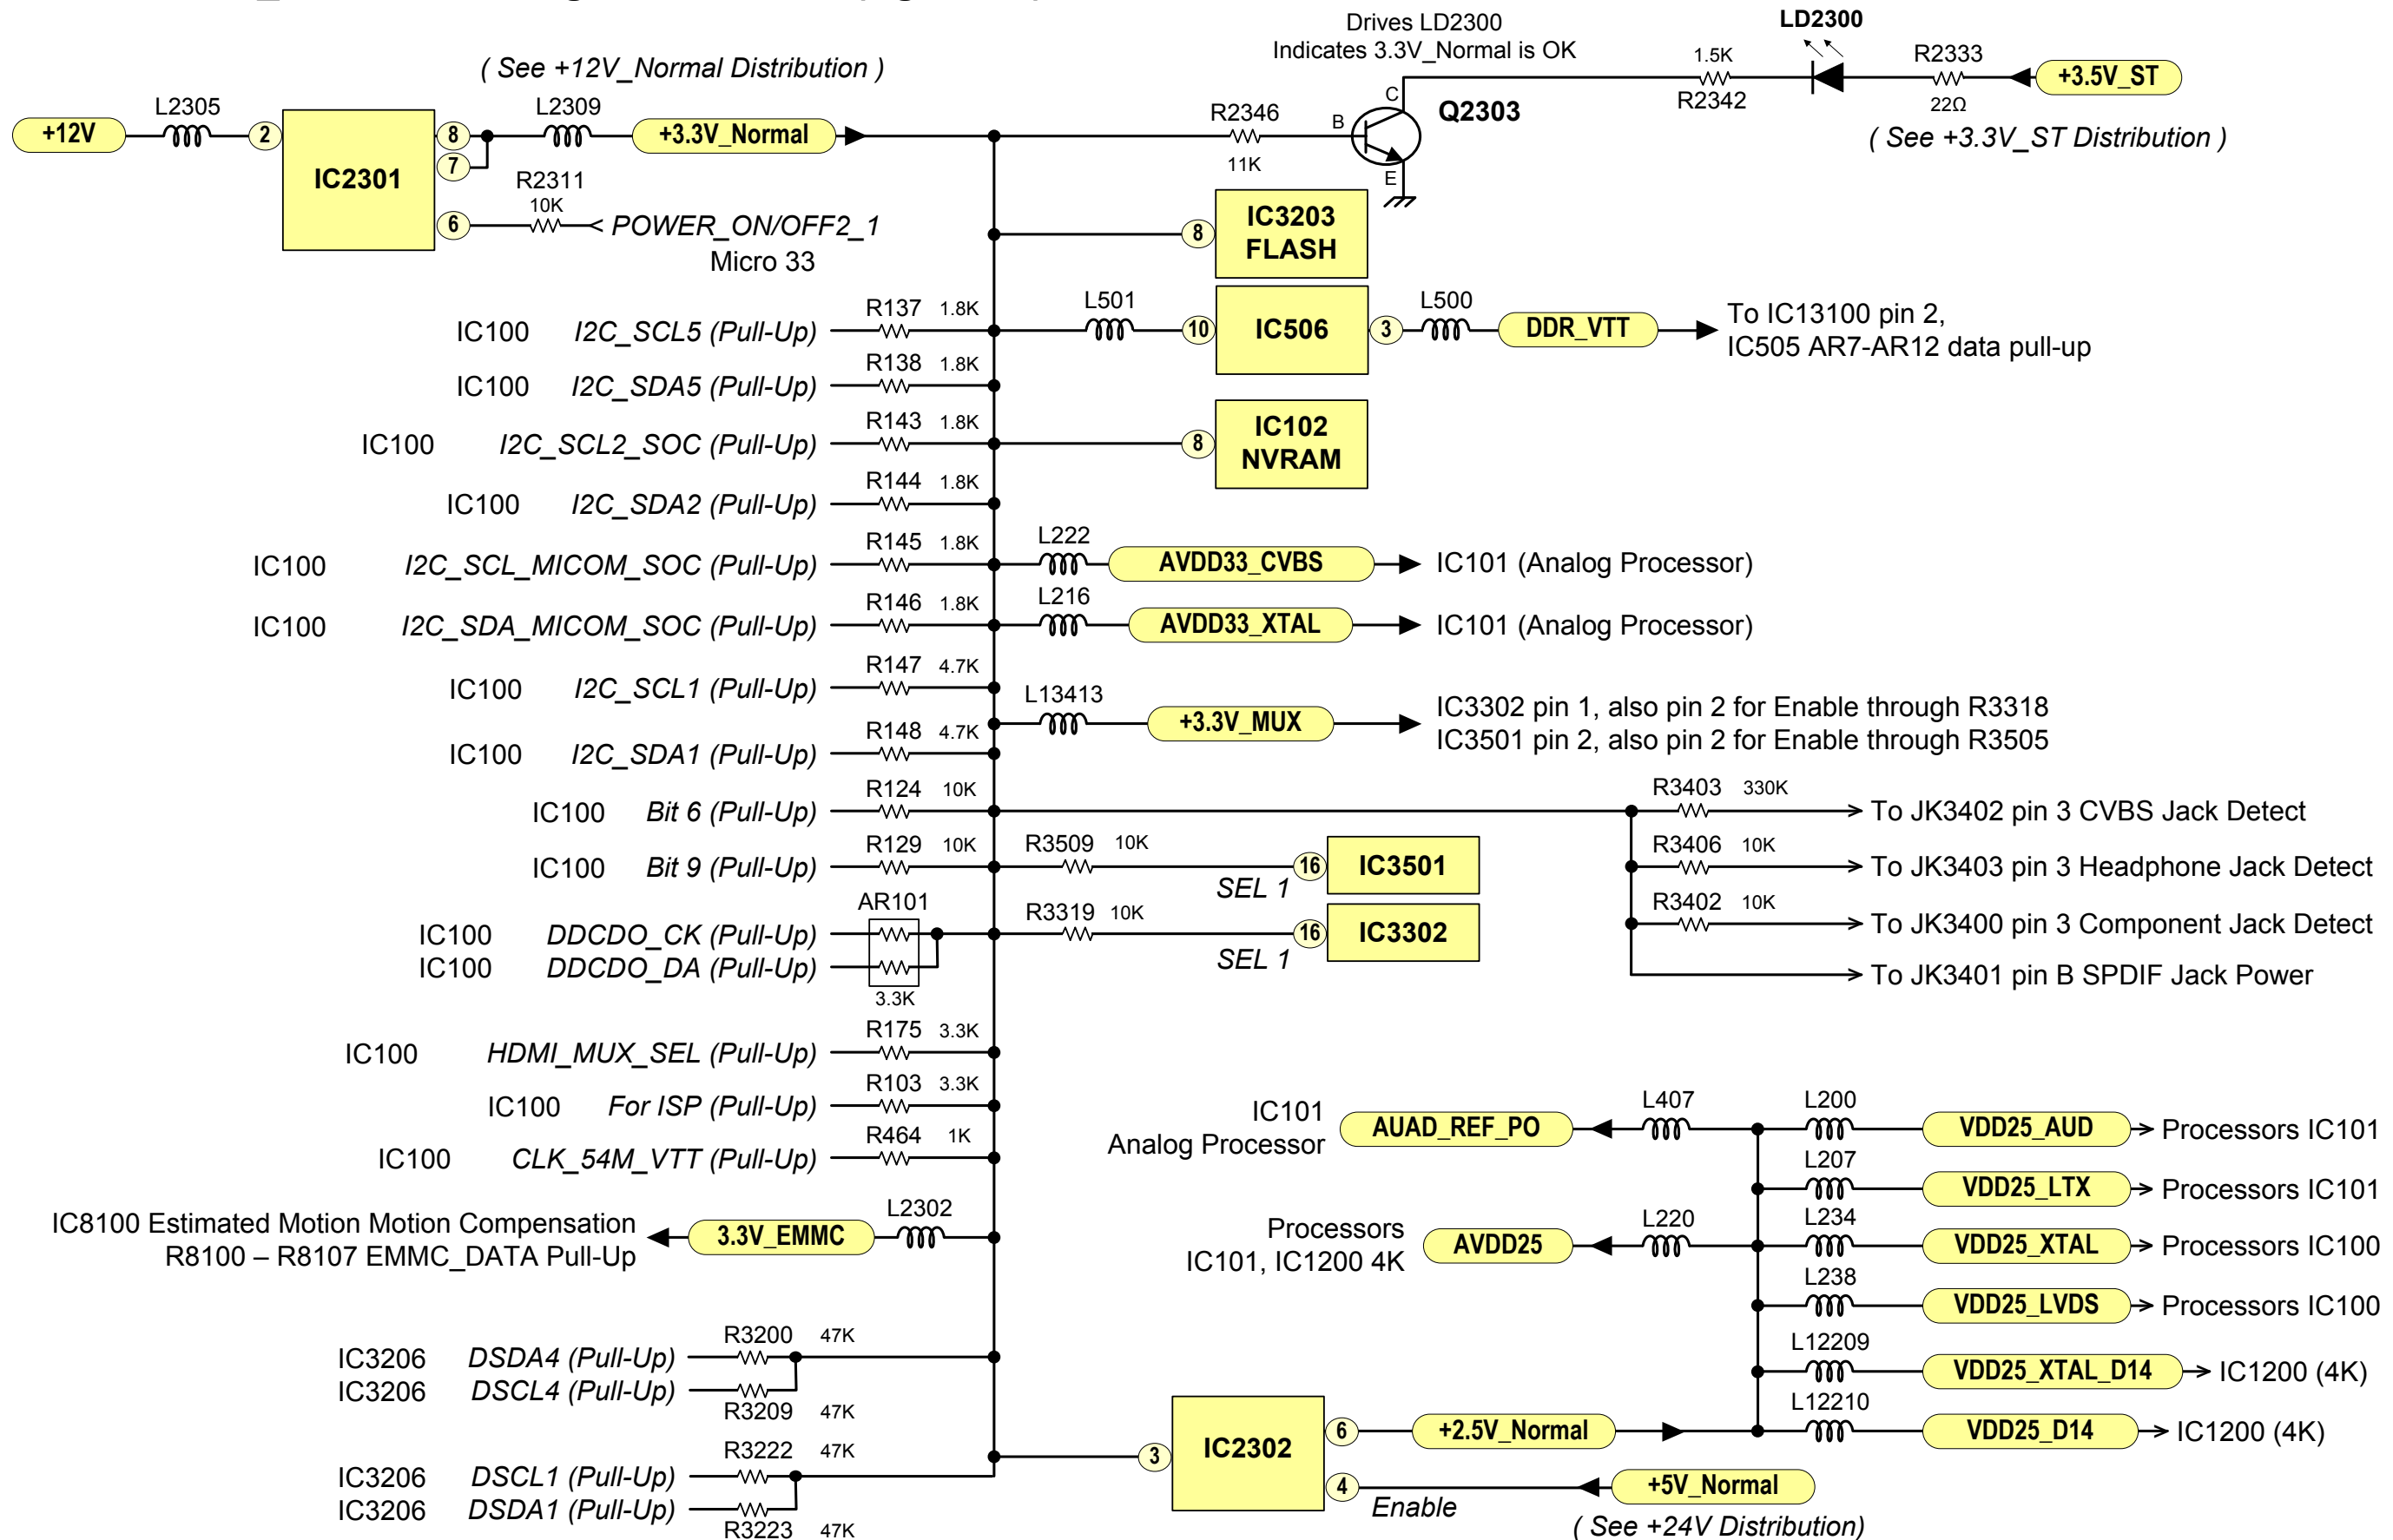 Drives LD2300
Indicates 3.3V_Normal is OK
LD2300
( See +12V_Normal Distribution )
1.5K
R2342
R2333
22Ω
+3.5V_ST
( See +3.3V_ST Distribution )
+12V
L2305
2
IC2301
8
7
6
L2309
+3.3V_Normal
R2311
10K
< POWER_ON/OFF2_1
Micro 33
R2346
11K
B
C
E
Q2303
8
IC3203
FLASH
IC100 I2C_SCL5 (Pull-Up) R137 1.8K
L501
10
IC506
3
L500
DDR_VTT
To IC13100 pin 2,
IC505 AR7-AR12 data pull-up
IC100 I2C_SDA5 (Pull-Up) R138 1.8K
IC100 I2C_SCL2_SOC (Pull-Up) R143 1.8K
8
IC102
NVRAM
IC100 I2C_SDA2 (Pull-Up) R144 1.8K
IC100 I2C_SCL_MICOM_SOC (Pull-Up) R145 1.8K
L222
AVDD33_CVBS
IC101 (Analog Processor)
IC100 I2C_SDA_MICOM_SOC (Pull-Up) R146 1.8K
L216
AVDD33_XTAL
IC101 (Analog Processor)
IC100 I2C_SCL1 (Pull-Up) R147 4.7K
L13413
+3.3V_MUX
IC3302 pin 1, also pin 2 for Enable through R3318
IC3501 pin 2, also pin 2 for Enable through R3505
IC100 I2C_SDA1 (Pull-Up) R148 4.7K
IC100 Bit 6 (Pull-Up) R124 10K
R3403 330K
To JK3402 pin 3 CVBS Jack Detect
IC100 Bit 9 (Pull-Up) R129 10K
R3509 10K
SEL 1
16
IC3501
R3406 10K
To JK3403 pin 3 Headphone Jack Detect
AR101
IC100 DDCDO_CK (Pull-Up)
IC100 DDCDO_DA (Pull-Up)
3.3K
R3319 10K
SEL 1
16
IC3302
R3402 10K
To JK3400 pin 3 Component Jack Detect
To JK3401 pin B SPDIF Jack Power
IC100 HDMI_MUX_SEL (Pull-Up) R175 3.3K
IC100 For ISP (Pull-Up) R103 3.3K
IC100 CLK_54M_VTT (Pull-Up) R464 1K
IC101
Analog Processor
AUAD_REF_PO
L407
L200
VDD25_AUD
Processors IC101
L207
VDD25_LTX
Processors IC101
IC8100 Estimated Motion Motion Compensation
R8100 – R8107 EMMC_DATA Pull-Up
3.3V_EMMC
L2302
Processors
IC101, IC1200 4K
AVDD25
L220
L234
VDD25_XTAL
Processors IC100
L238
VDD25_LVDS
Processors IC100
IC3206 DSDA4 (Pull-Up) R3200 47K
IC3206 DSCL4 (Pull-Up)
R3209 47K
L12209
VDD25_XTAL_D14
IC1200 (4K)
L12210
VDD25_D14
IC1200 (4K)
IC3206 DSCL1 (Pull-Up) R3222 47K
IC3206 DSDA1 (Pull-Up)
R3223 47K
3
IC2302
6
+2.5V_Normal
4
Enable
+5V_Normal
( See +24V Distribution)